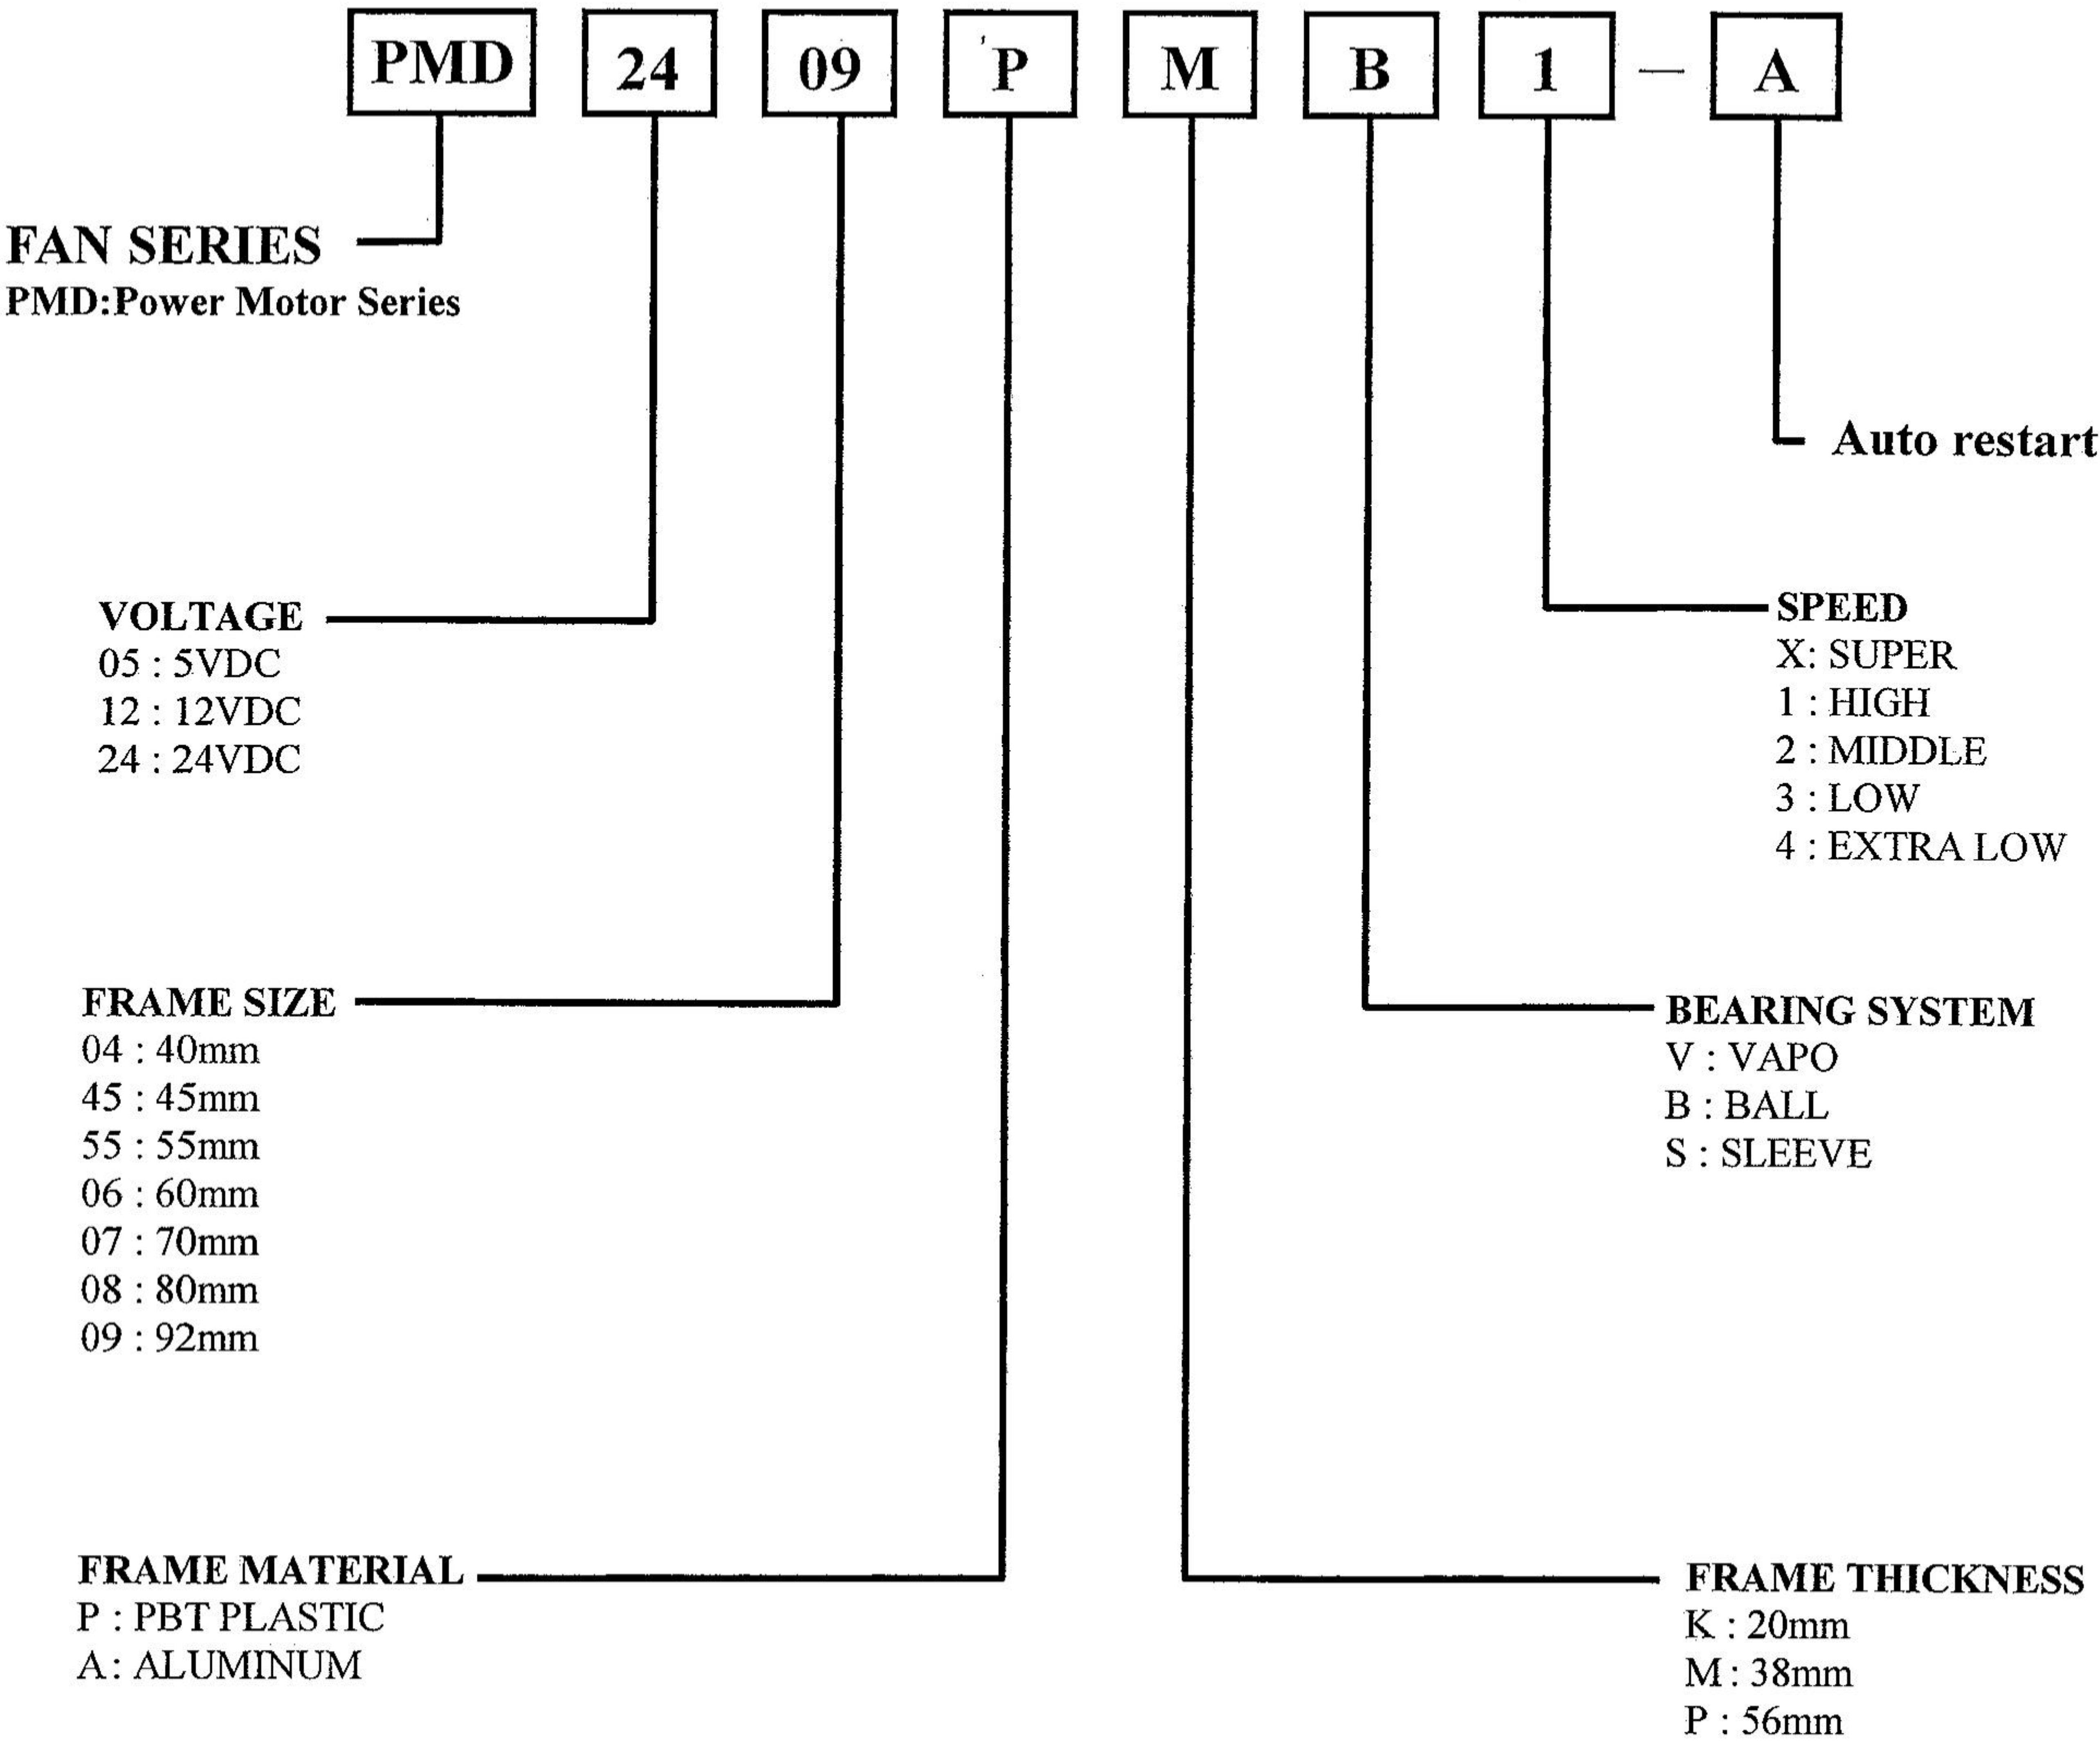 PMD 24 09 P M B 1 — A
FAN SERIES
PMD:Power Motor Series
Auto restart
VOLTAGE
05 : 5VDC
12 : 12VDC
24 : 24VDC
SPEED
X: SUPER
1 : HIGH
2 : MIDDLE
3 : LOW
4 : EXTRA LOW
FRAME SIZE
04 : 40mm
45 : 45mm
55 : 55mm
06 : 60mm
07 : 70mm
08 : 80mm
09 : 92mm
BEARING SYSTEM
V : VAPO
B : BALL
S : SLEEVE
FRAME MATERIAL
P : PBT PLASTIC
A : ALUMINUM
FRAME THICKNESS
K : 20mm
M : 38mm
P : 56mm